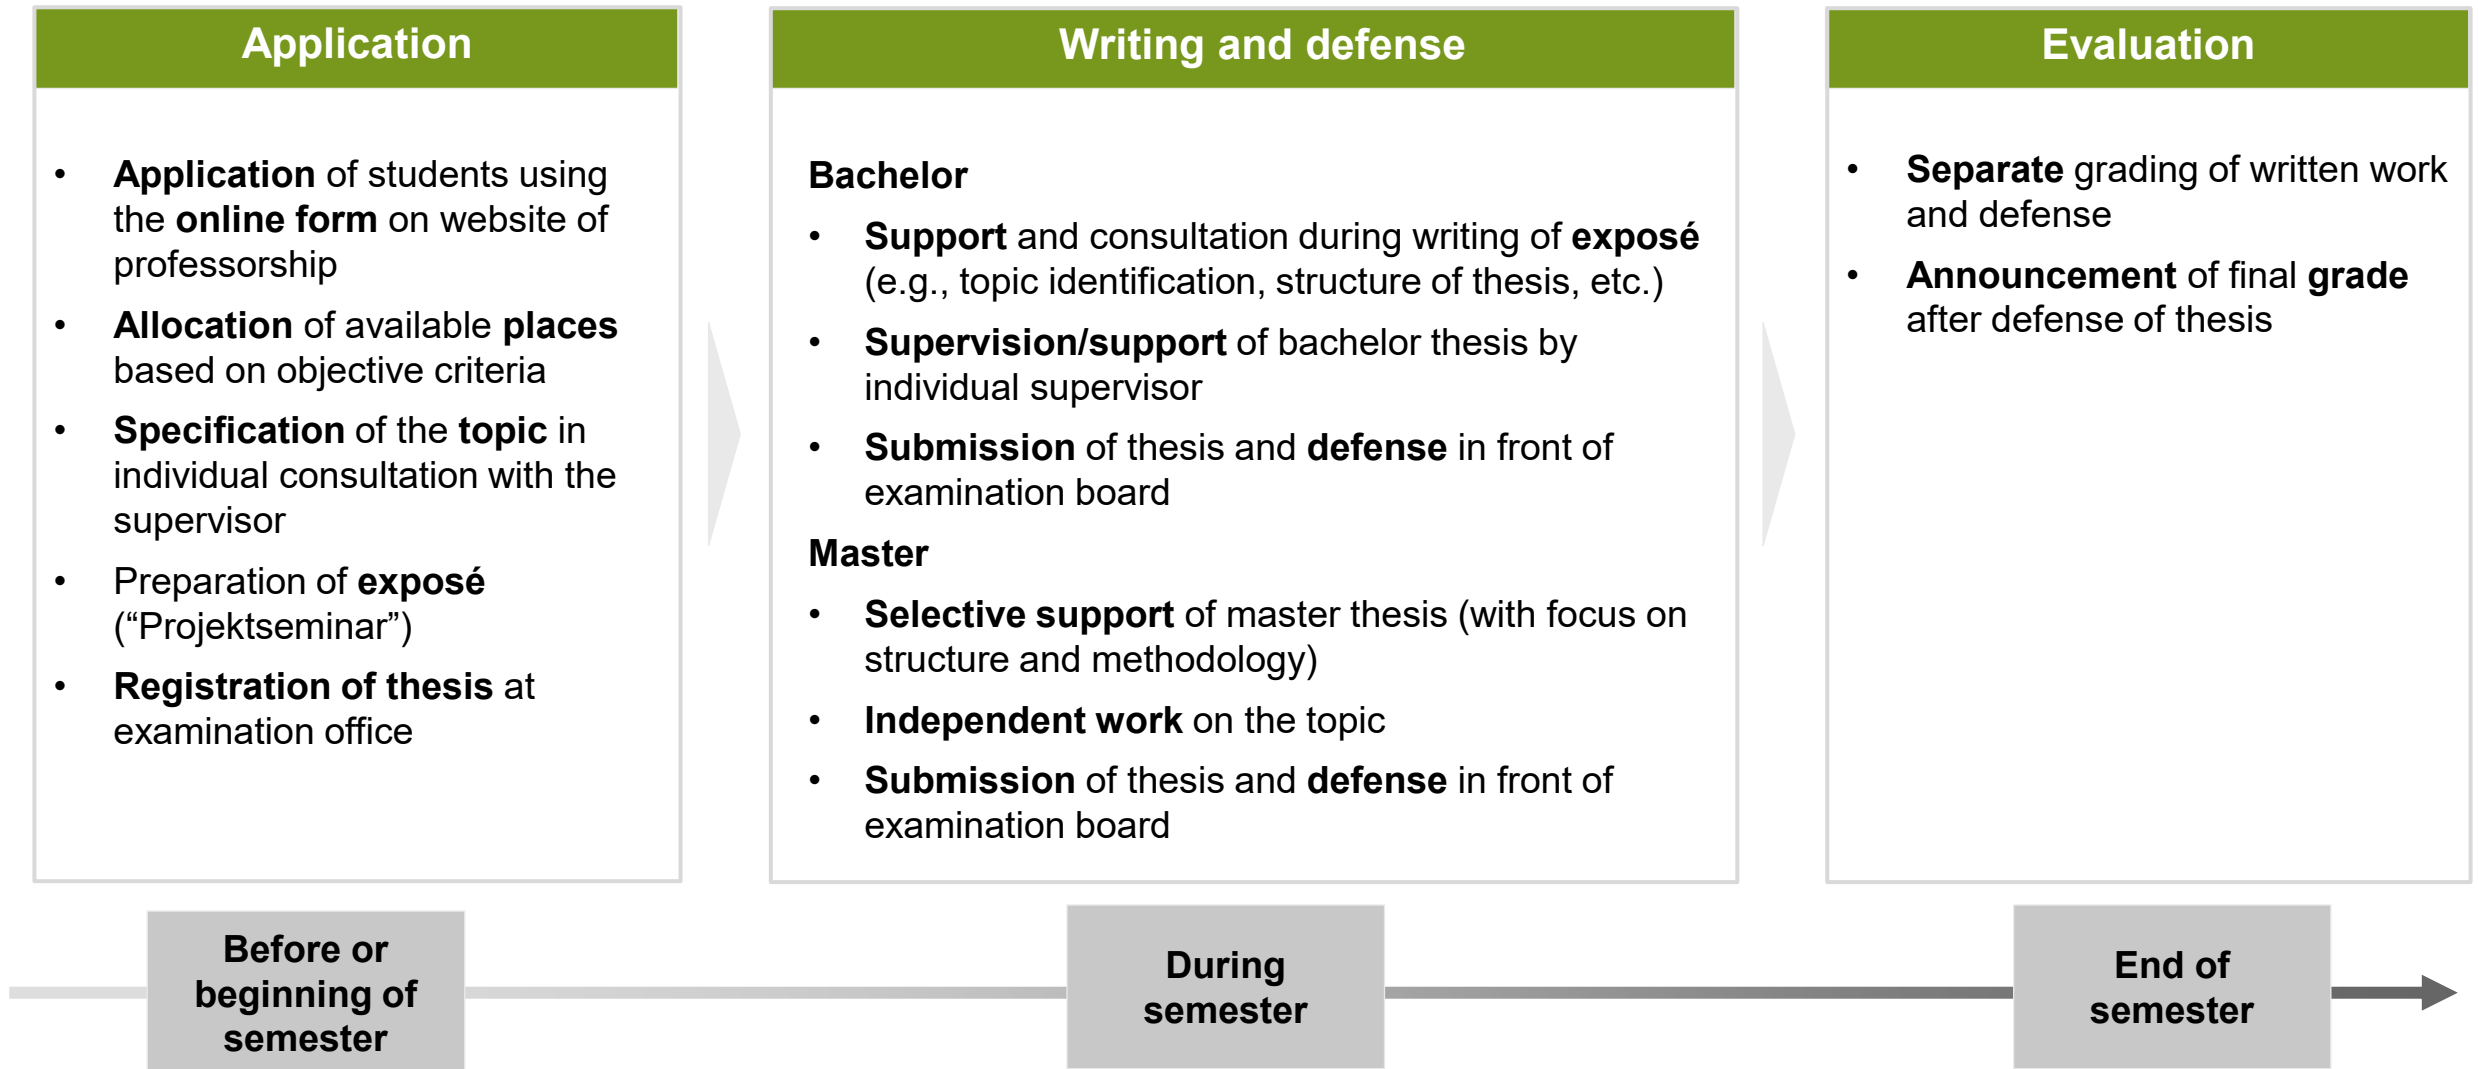 Application
• Application of students using
the online form on website of
professorship
• Allocation of available places
based on objective criteria
• Specification of the topic in
individual consultation with the
supervisor
• Preparation of exposé
(“Projektseminar”)
• Registration of thesis at
examination office
Writing and defense
Bachelor
• Support and consultation during writing of exposé
(e.g., topic identification, structure of thesis, etc.)
• Supervision/support of bachelor thesis by
individual supervisor
• Submission of thesis and defense in front of
examination board
Master
• Selective support of master thesis (with focus on
structure and methodology)
• Independent work on the topic
• Submission of thesis and defense in front of
examination board
Evaluation
• Separate grading of written work
and defense
• Announcement of final grade
after defense of thesis
Before or
beginning of
semester
During
semester
End of
semester